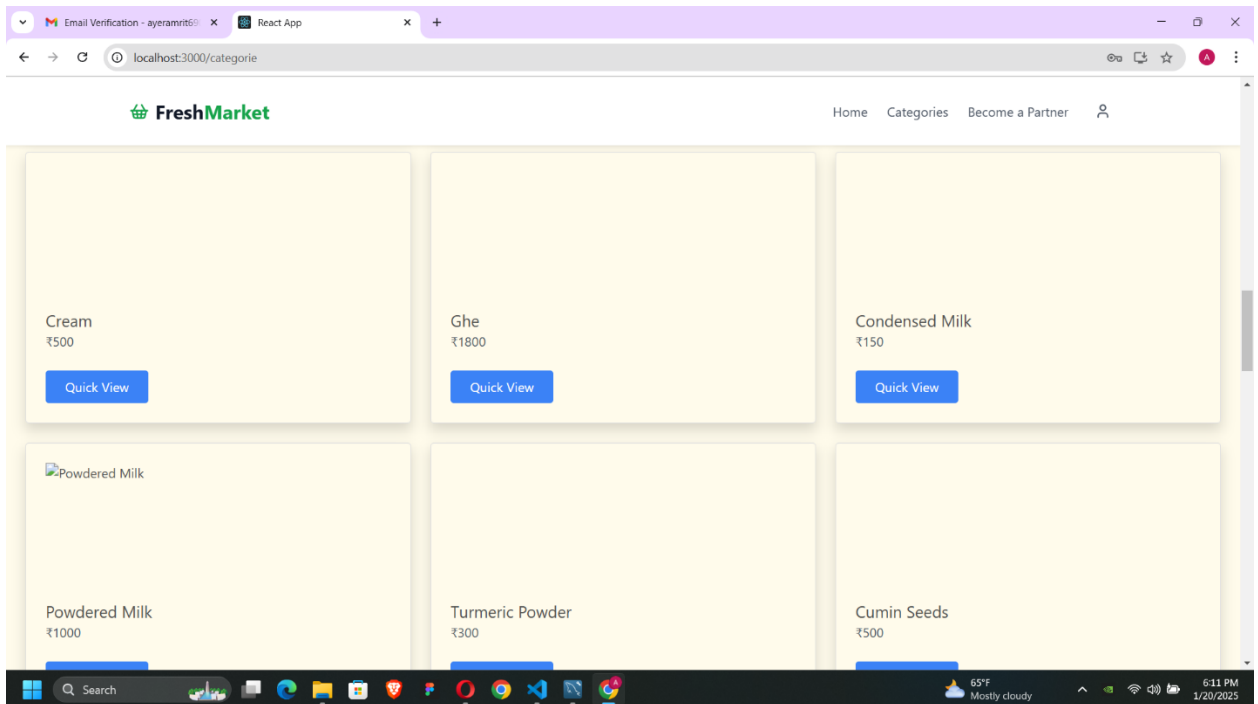 Email Verification - ayeramrit69
React App
localhost:3000/categorie
A
FreshMarket
Home Categories Become a Partner
Cream
₹500
Quick View
Ghe
₹1800
Quick View
Condensed Milk
₹150
Quick View
Powdered Milk
Powdered Milk
₹1000
Turmeric Powder
₹300
Cumin Seeds
₹500
Search
65°F
Mostly cloudy
6:11 PM
1/20/2025